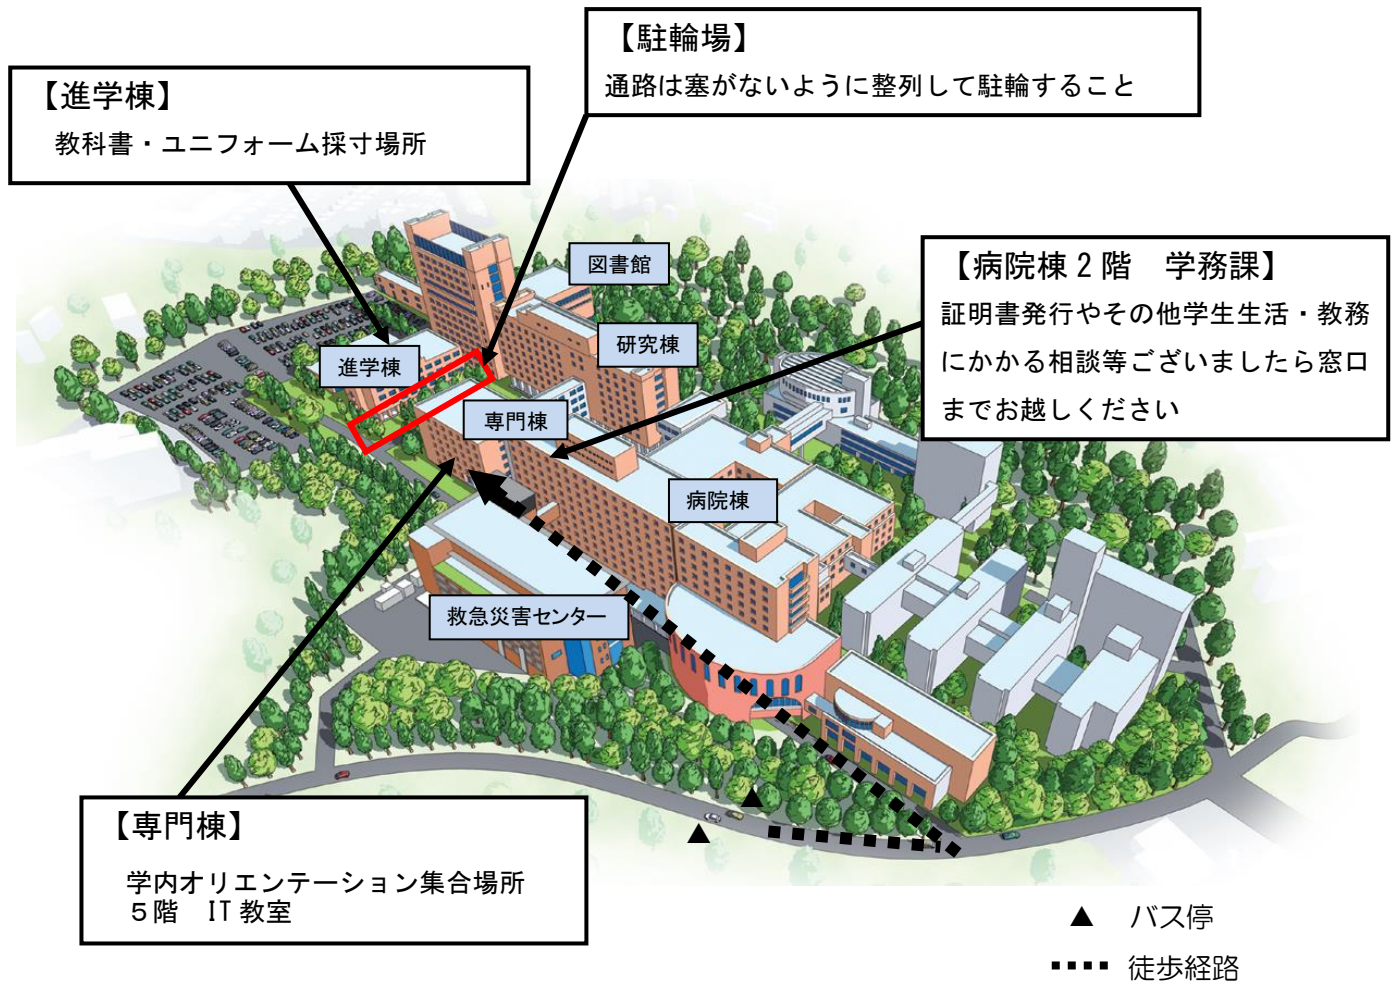 【駐輪場】
通路は塞がないように整列して駐輪すること
【進学棟】
教科書・ユニフォーム採寸場所
【病院棟2階　学務課】
証明書発行やその他学生生活・教務
にかかる相談等ございましたら窓口
までお越しください
図書館
研究棟
進学棟
専門棟
病院棟
救急災害センター
【専門棟】
学内オリエンテーション集合場所
５階　IT教室
▲　バス停
徒歩経路